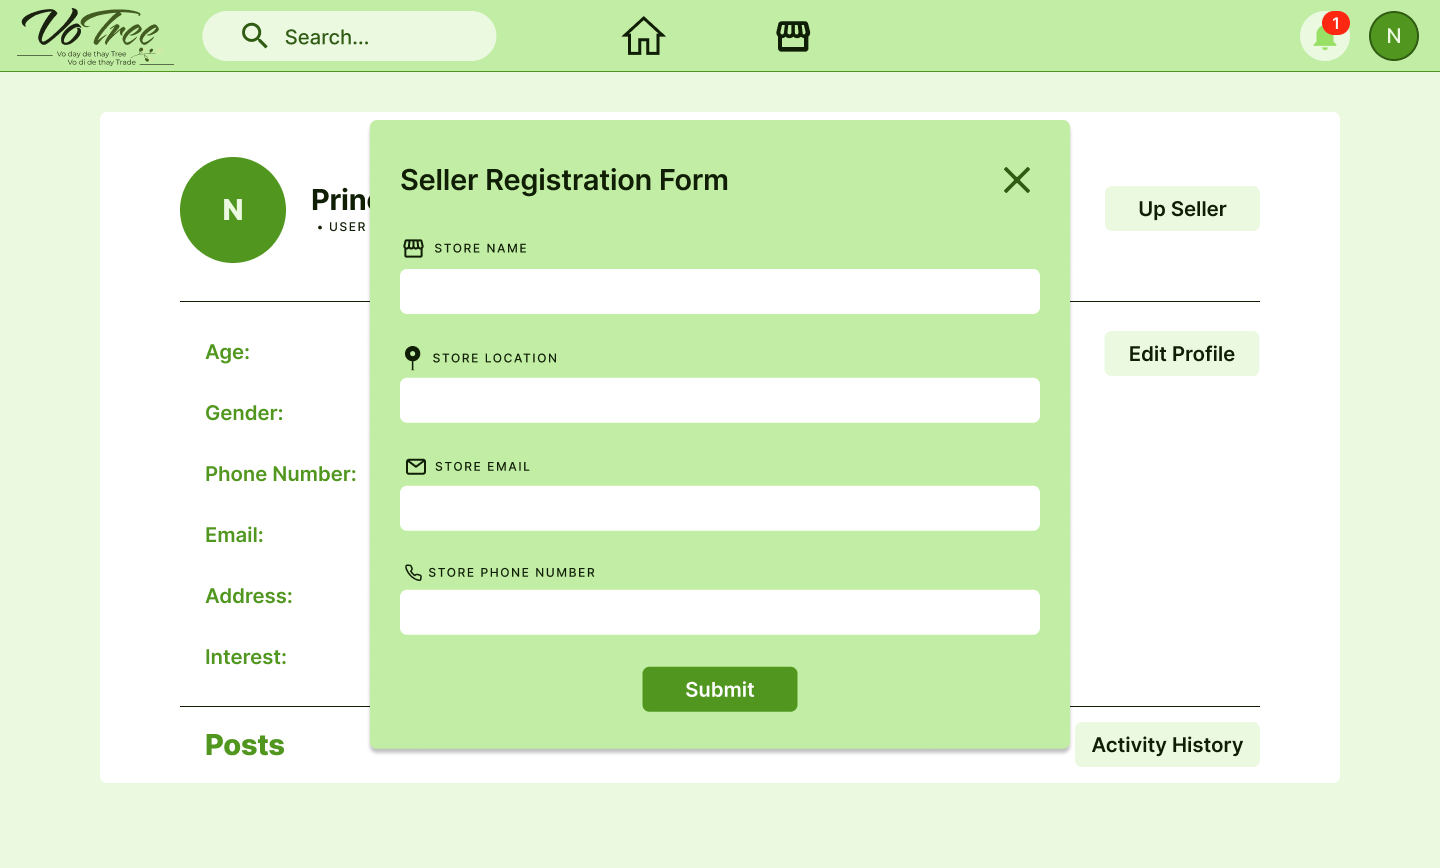 VoTree
Vo day de thay Tree
Vo di de thay Trade
Search...
1
N
N
Prin
• USER
Up Seller
Seller Registration Form
STORE NAME
STORE LOCATION
STORE EMAIL
STORE PHONE NUMBER
Submit
Age:
Edit Profile
Gender:
Phone Number:
Email:
Address:
Interest:
Posts
Activity History